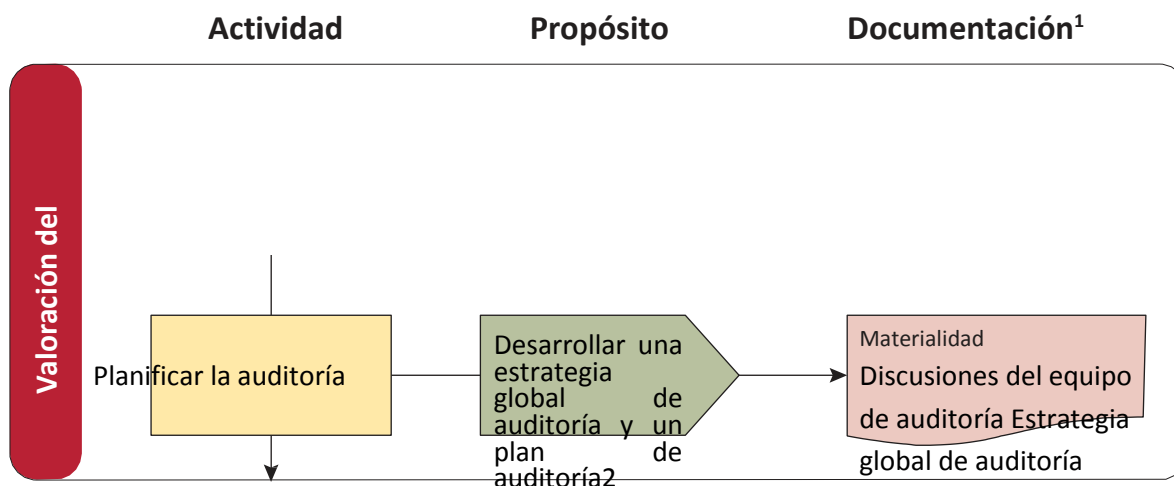 Actividad
Propósito
Documentación¹
Valoración del
Planificar la auditoría
Desarrollar una
estrategia
global de
auditoría y un
plan de
auditoría2
Materialidad
Discusiones del equipo
de auditoría Estrategia
global de auditoría